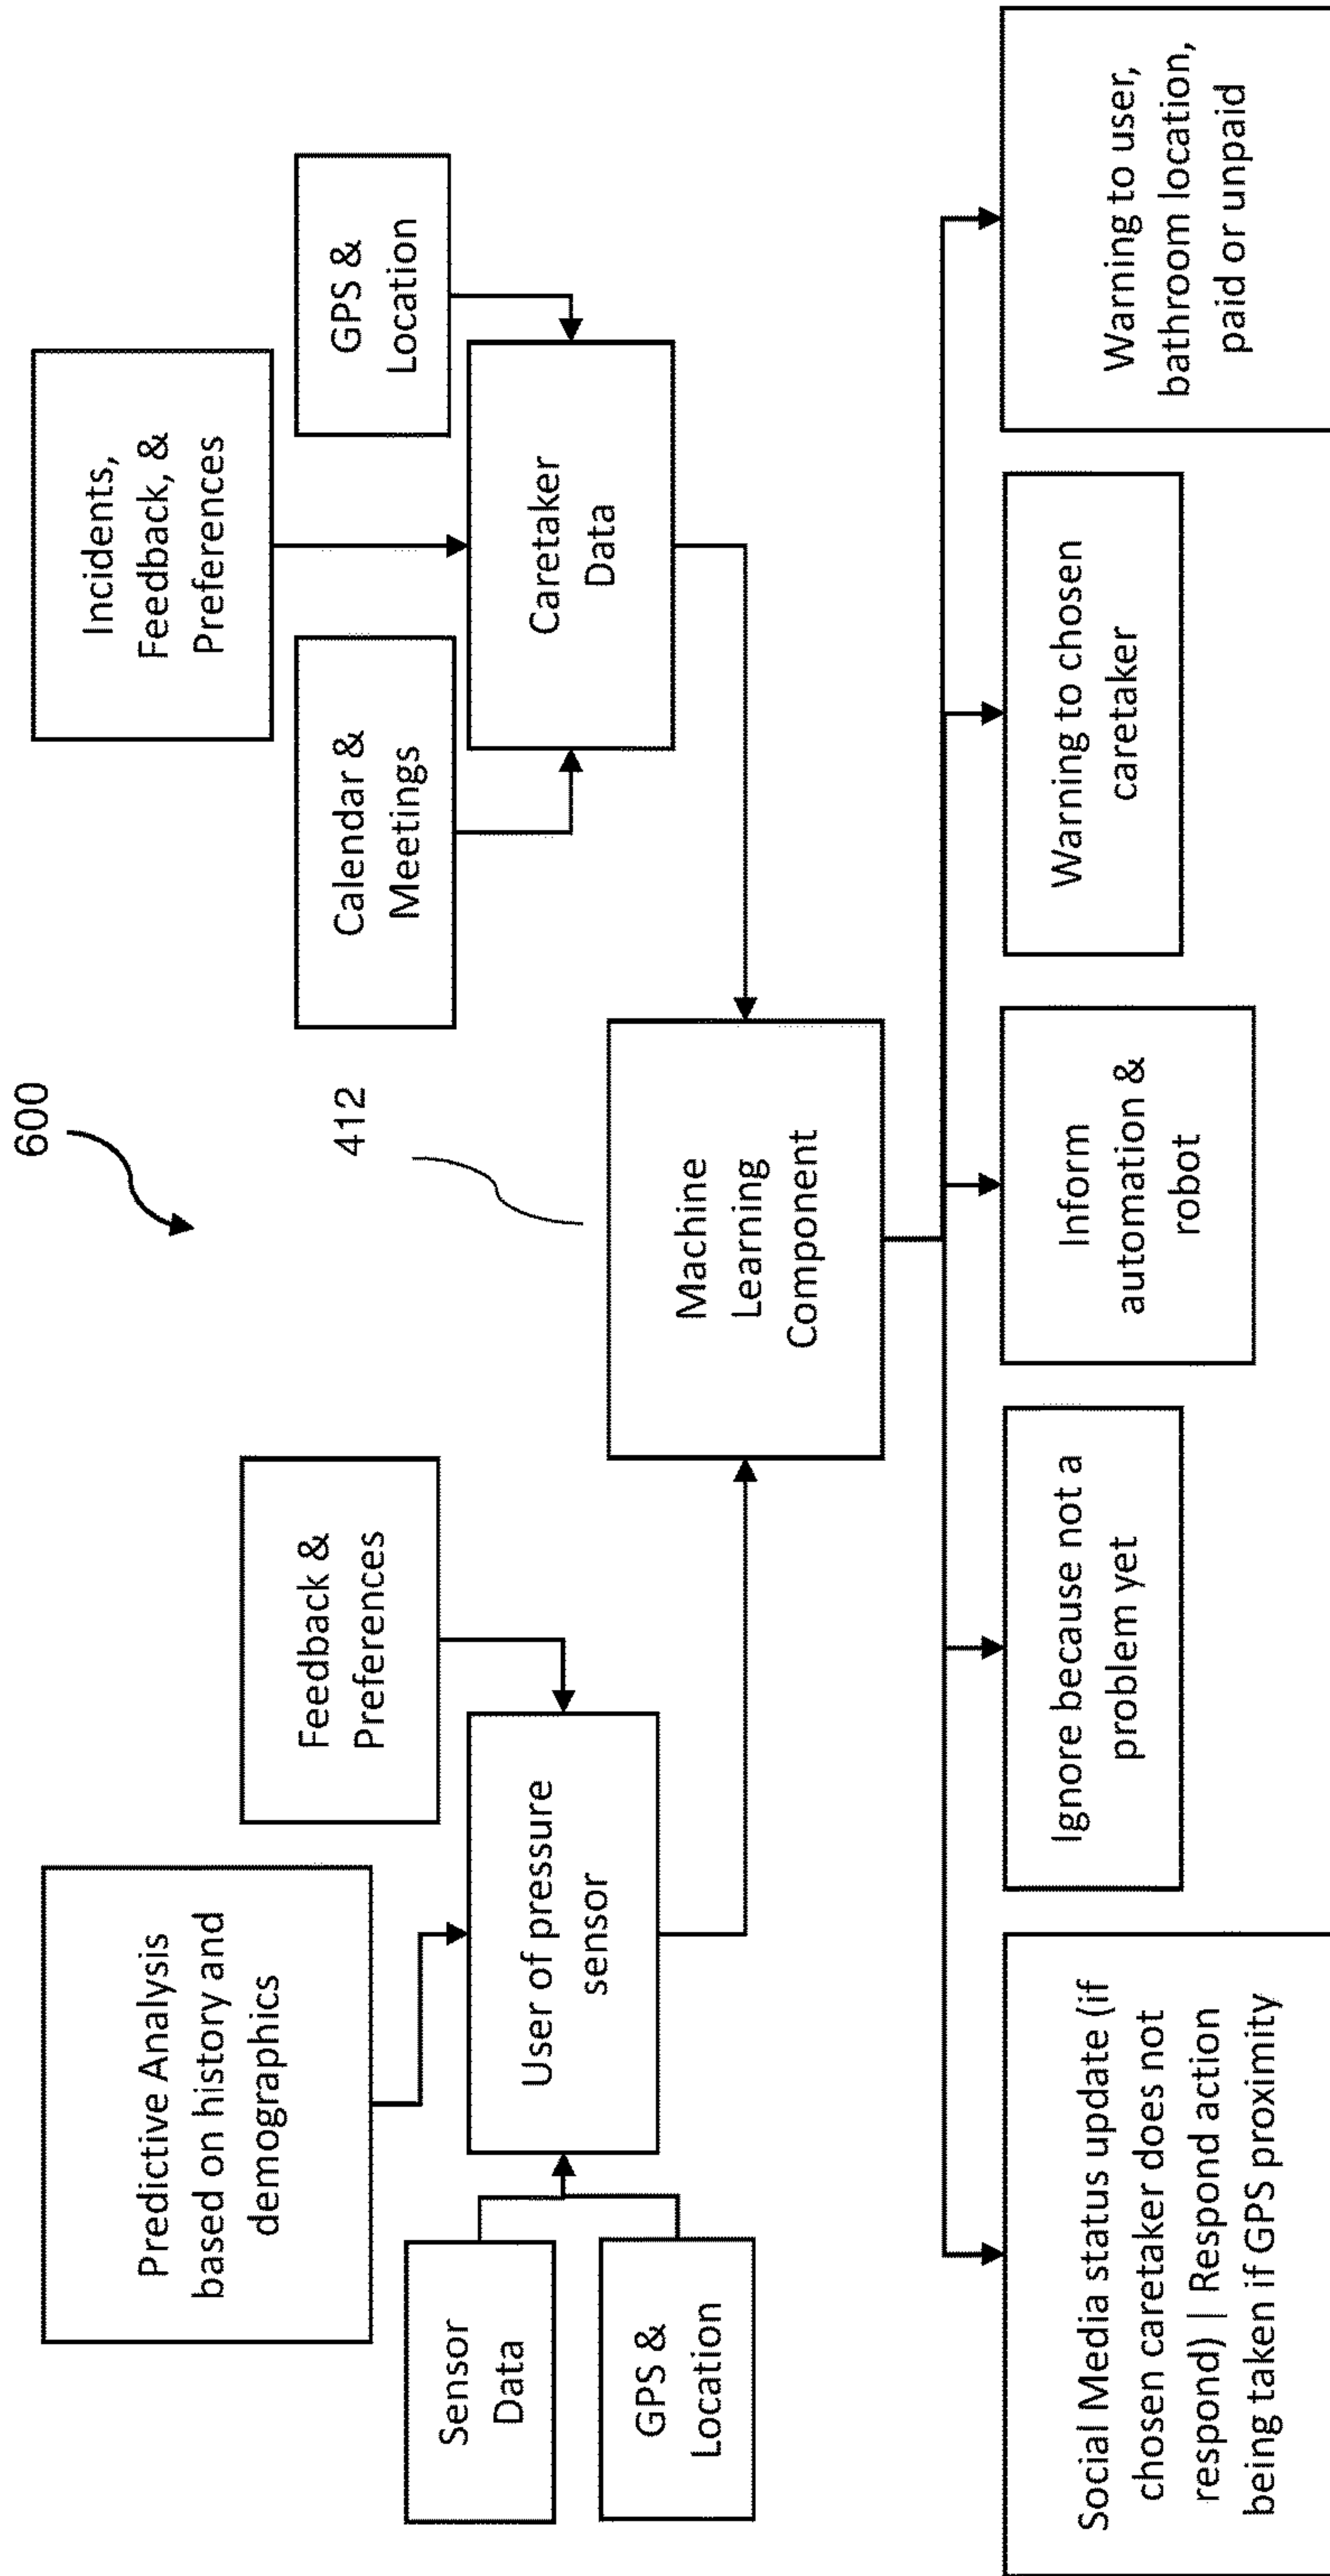 600
Predictive Analysis
based on history and
demographics
Feedback &
Preferences
Sensor
Data
GPS &
Location
User of pressure
sensor
Incidents,
Feedback, &
Preferences
Calendar &
Meetings
GPS &
Location
Caretaker
Data
412
Machine
Learning
Component
Social Media status update (if
chosen caretaker does not
respond) | Respond action
being taken if GPS proximity
Ignore because not a
problem yet
Inform
automation &
robot
Warning to chosen
caretaker
Warning to user,
bathroom location,
paid or unpaid